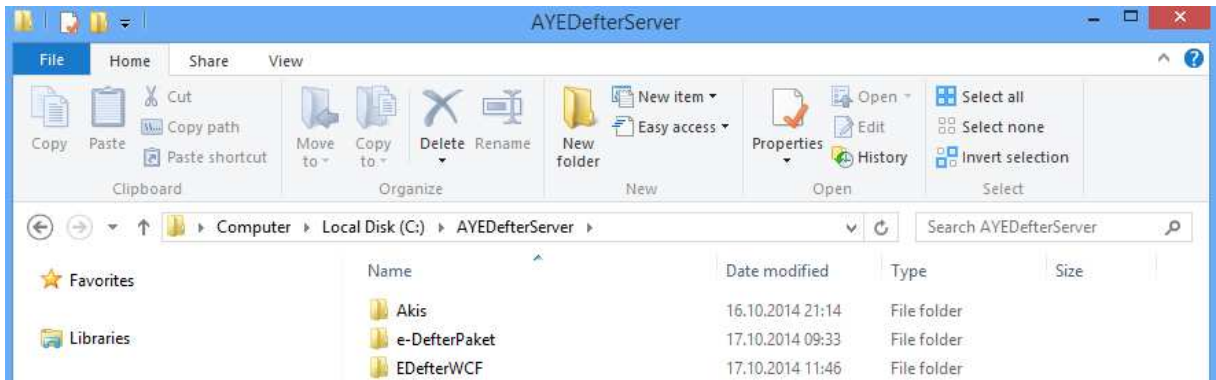 AYEDefterServer
File Home Share View
Copy
Paste
Cut
Copy path
Paste shortcut
Clipboard
Move to
Copy to
Delete
Rename
Organize
New folder
New item
Easy access
New
Properties
Open
Edit
History
Open
Select all
Select none
Invert selection
Select
Computer Local Disk (C:) AYEDefterServer
Search AYEDefterServer
Favorites
Libraries
Name Date modified Type Size
Akis 16.10.2014 21:14 File folder
e-DefterPaket 17.10.2014 09:33 File folder
EDefterWCF 17.10.2014 11:46 File folder